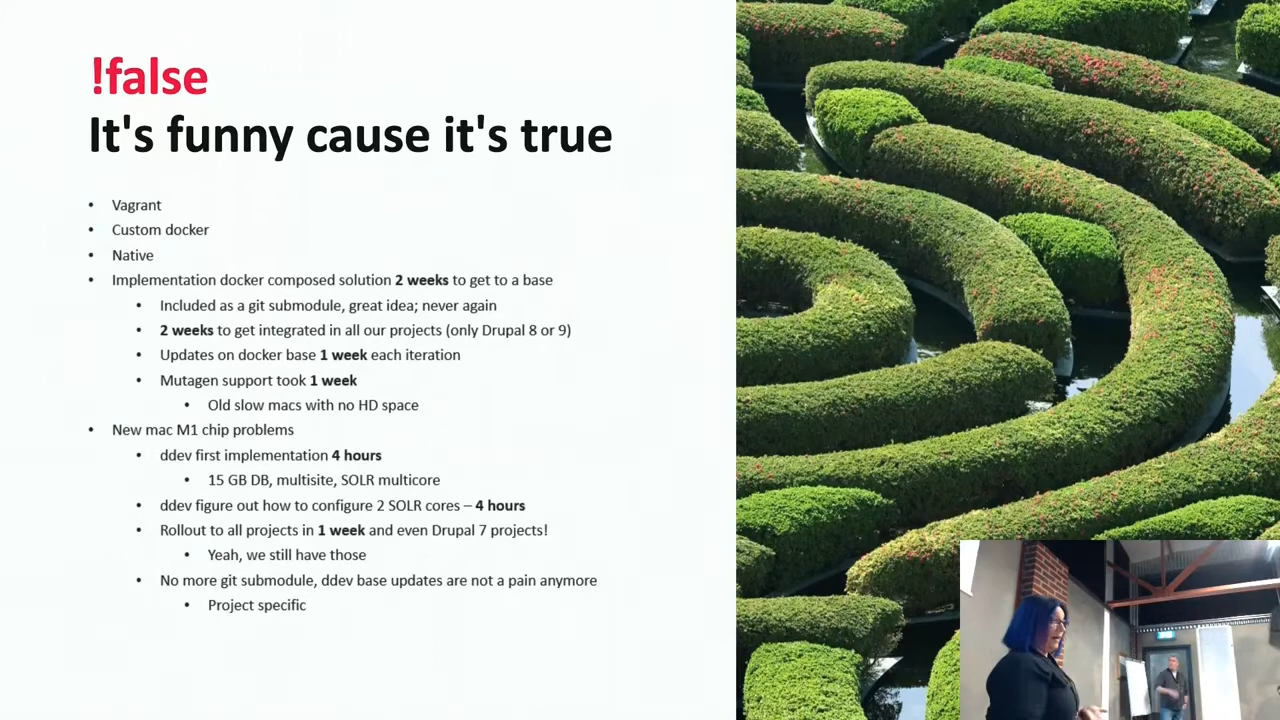 !false
It's funny cause it's true
• Vagrant
• Custom docker
• Native
• Implementation docker composed solution 2 weeks to get to a base
• Included as a git submodule, great idea; never again
• 2 weeks to get integrated in all our projects (only Drupal 8 or 9)
• Updates on docker base 1 week each iteration
• Mutagen support took 1 week
• Old slow macs with no HD space
• New mac M1 chip problems
• ddev first implementation 4 hours
• 15 GB DB, multisite, SOLR multicore
• ddev figure out how to configure 2 SOLR cores – 4 hours
• Rollout to all projects in 1 week and even Drupal 7 projects!
• Yeah, we still have those
• No more git submodule, ddev base updates are not a pain anymore
• Project specific